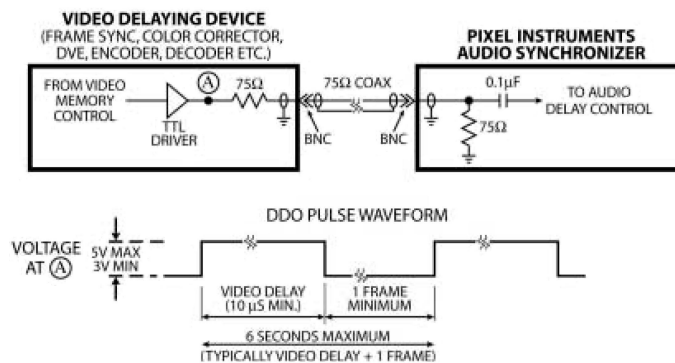 VIDEO DELAYING DEVICE
(FRAME SYNC, COLOR CORRECTOR,
DVE, ENCODER, DECODER ETC.)
PIXEL INSTRUMENTS
AUDIO SYNCHRONIZER
FROM VIDEO
MEMORY
CONTROL
TTL
DRIVER
A
75Ω
75Ω COAX
BNC
BNC
0.1µF
75Ω
TO AUDIO
DELAY CONTROL
DDO PULSE WAVEFORM
VOLTAGE
AT A
5V MAX
3V MIN
VIDEO DELAY
(10 µS MIN.)
1 FRAME
MINIMUM
6 SECONDS MAXIMUM
(TYPICALLY VIDEO DELAY + 1 FRAME)